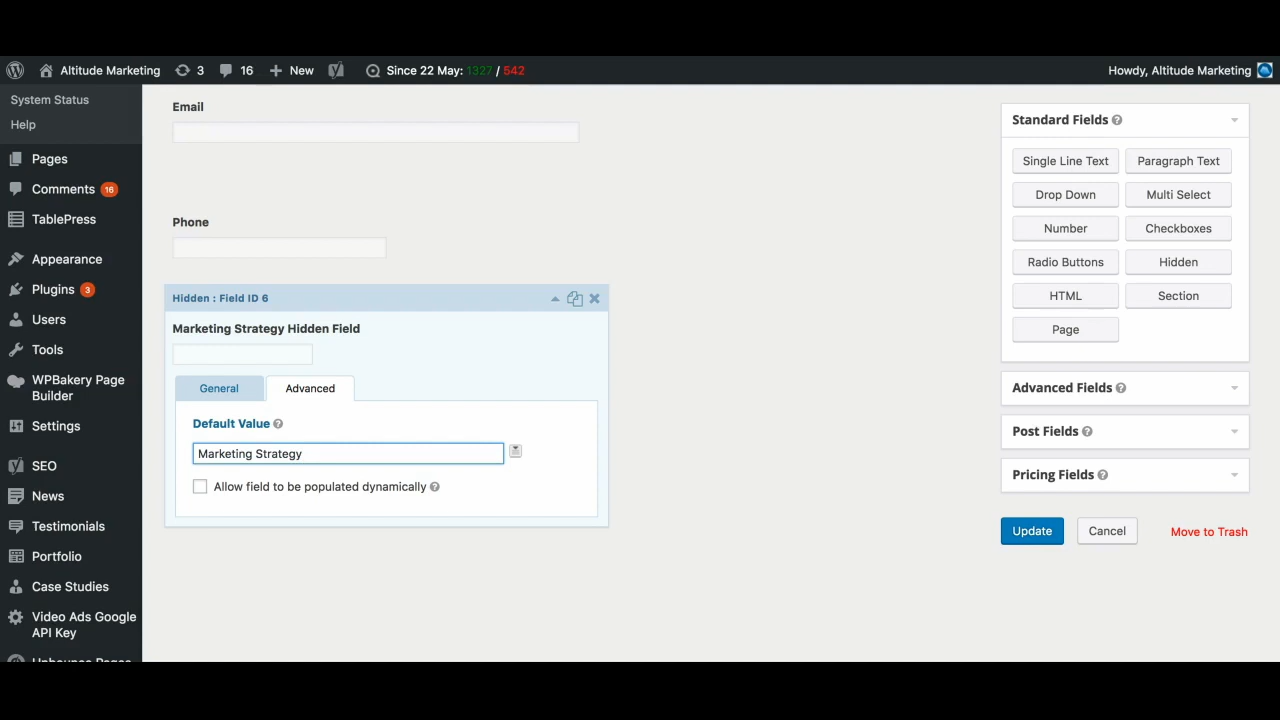 Altitude Marketing
3
16
New
Since 22 May: 1327 / 542
Howdy, Altitude Marketing
System Status
Help
Pages
Comments 16
TablePress
Appearance
Plugins 3
Users
Tools
WPBakery Page
Builder
Settings
SEO
News
Testimonials
Portfolio
Case Studies
Video Ads Google
API Key
Unbounce Pages
Email
Phone
Hidden : Field ID 6
Marketing Strategy Hidden Field
General
Advanced
Default Value
Marketing Strategy
Allow field to be populated dynamically
Standard Fields
Single Line Text
Paragraph Text
Drop Down
Multi Select
Number
Checkboxes
Radio Buttons
Hidden
HTML
Section
Page
Advanced Fields
Post Fields
Pricing Fields
Update
Cancel
Move to Trash